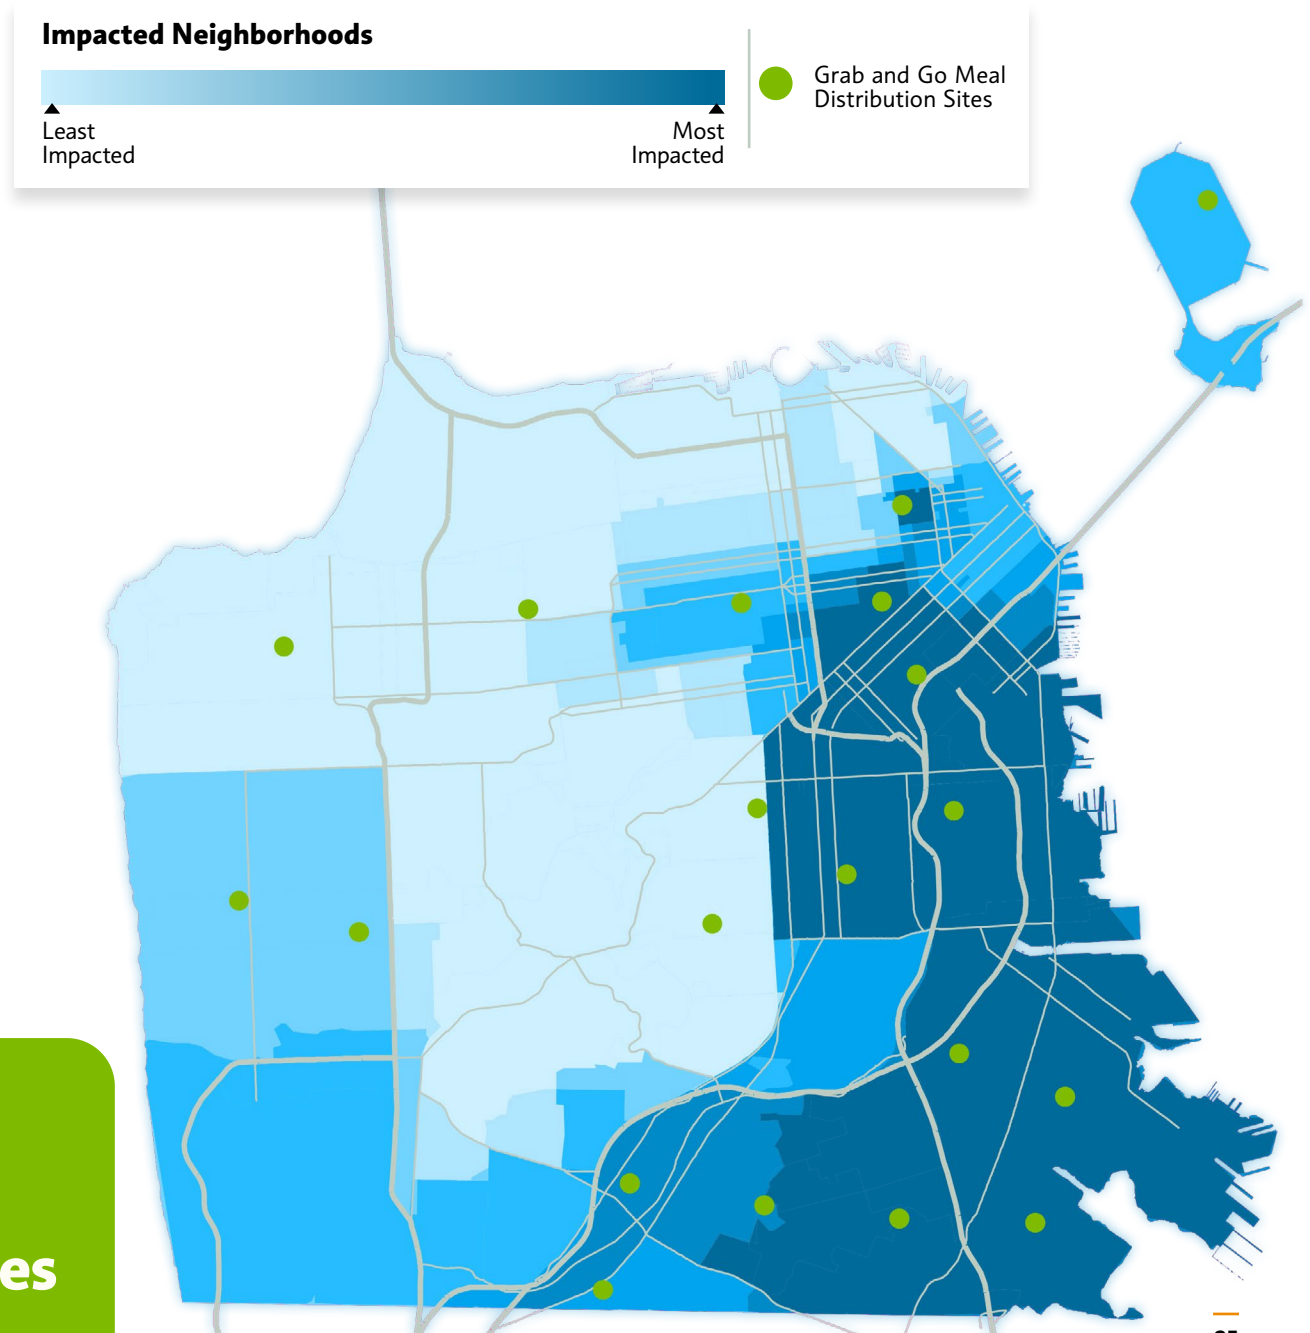 Impacted Neighborhoods
Grab and Go Meal
Distribution Sites
Least
Impacted
Most
Impacted
es